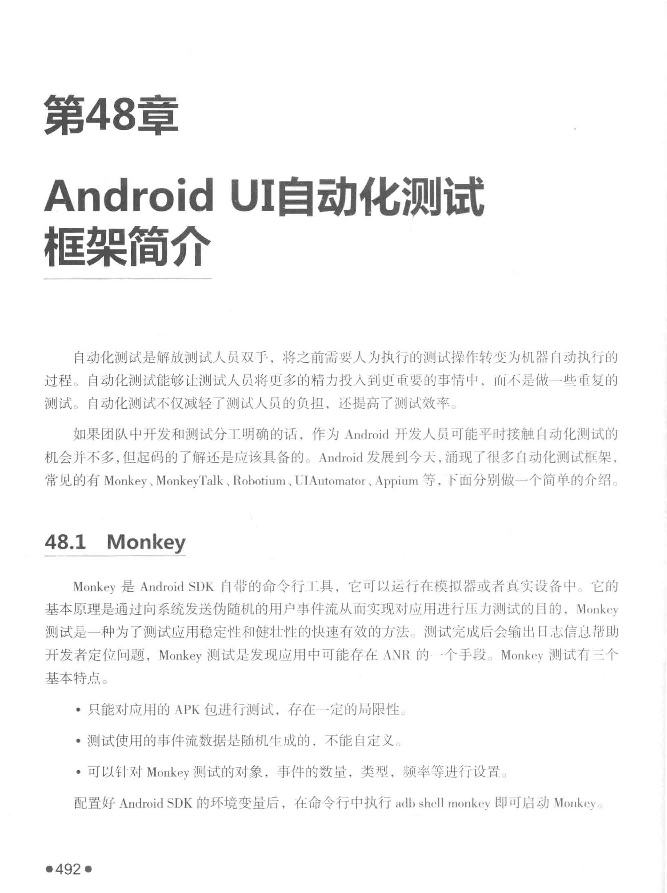 第48章
Android UI自动化测试
框架简介
自动化测试是解放测试人员双手，将之前需要人为执行的测试操作转变为机器自动执行的
过程。自动化测试能够让测试人员将更多的精力投入到更重要的事情中，而不是做一些重复的
测试。自动化测试不仅减轻了测试人员的负担，还提高了测试效率。
如果团队中开发和测试分工明确的话，作为 Android 开发人员可能平时接触自动化测试的
机会并不多，但起码的了解还是应该具备的。Android 发展到今天，涌现了很多自动化测试框架，
常见的有 Monkey、MonkeyTalk、Robotium、UIAutomator、Appium 等，下面分别做一个简单的介绍。
48.1 Monkey
Monkey 是 Android SDK 自带的命令行工具，它可以运行在模拟器或者真实设备中。它的
基本原理是通过向系统发送伪随机的用户事件流从而实现对应用进行压力测试的目的，Monkey
测试是一种为了测试应用稳定性和健壮性的快速有效的方法。测试完成后会输出日志信息帮助
开发者定位问题，Monkey 测试是发现应用中可能存在 ANR 的一个手段。Monkey 测试有三个
基本特点。
• 只能对应用的 APK 包进行测试，存在一定的局限性。
• 测试使用的事件流数据是随机生成的，不能自定义。
• 可以针对 Monkey 测试的对象，事件的数量，类型，频率等进行设置。
配置好 Android SDK 的环境变量后，在命令行中执行 adb shell monkey 即可启动 Monkey。
●492●